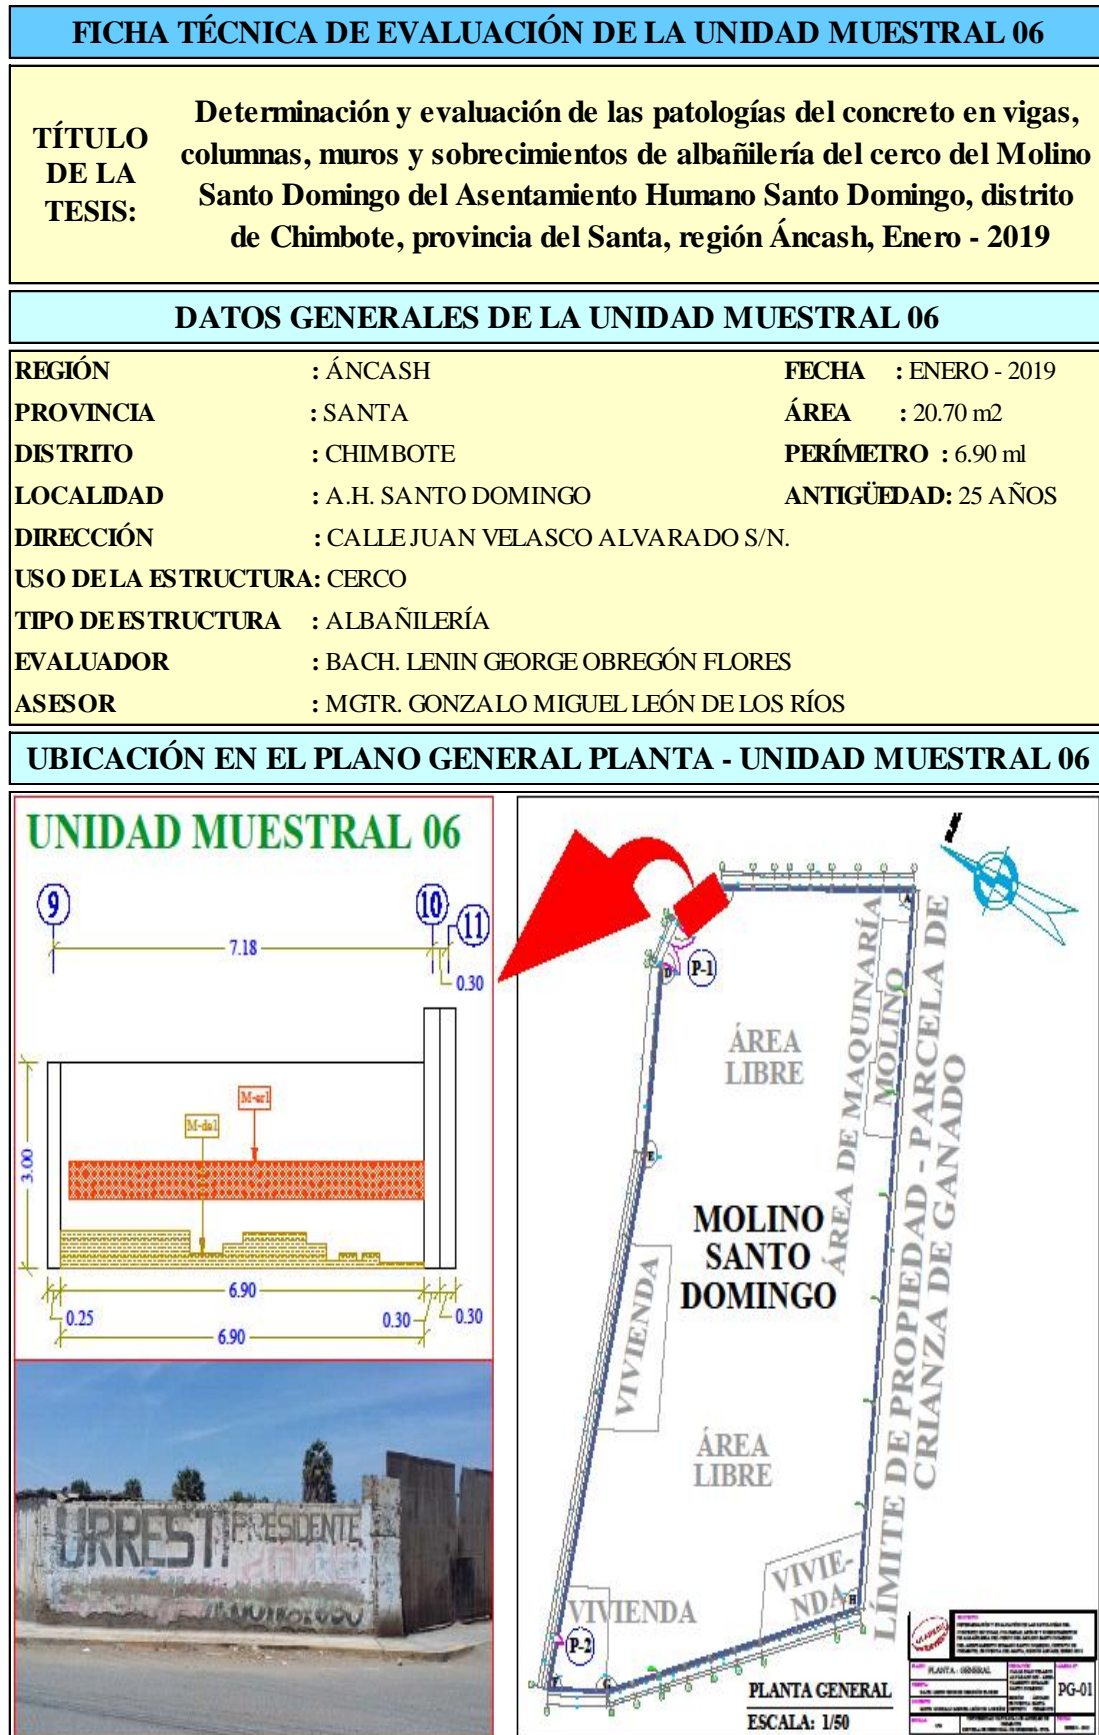 FICHA TÉCNICA DE EVALUACIÓN DE LA UNIDAD MUESTRAL 06
TÍTULO
DE LA
TESIS:
Determinación y evaluación de las patologías del concreto en vigas,
columnas, muros y sobrecimientos de albañilería del cerco del Molino
Santo Domingo del Asentamiento Humano Santo Domingo, distrito
de Chimbote, provincia del Santa, región Áncash, Enero - 2019
DATOS GENERALES DE LA UNIDAD MUESTRAL 06
REGIÓN : ÁNCASH FECHA : ENERO - 2019
PROVINCIA : SANTA ÁREA : 20.70 m2
DISTRITO : CHIMBOTE PERÍMETRO : 6.90 ml
LOCALIDAD : A.H. SANTO DOMINGO ANTIGÜEDAD: 25 AÑOS
DIRECCIÓN : CALLE JUAN VELASCO ALVARADO S/N.
USO DE LA ESTRUCTURA: CERCO
TIPO DE ESTRUCTURA : ALBAÑILERÍA
EVALUADOR : BACH. LENIN GEORGE OBREGÓN FLORES
ASESOR : MGTR. GONZALO MIGUEL LEÓN DE LOS RÍOS
UBICACIÓN EN EL PLANO GENERAL PLANTA - UNIDAD MUESTRAL 06
UNIDAD MUESTRAL 06
9
10
11
7.18
0.30
M-er1
M-de1
3.00
6.90
0.25
0.30
0.30
6.90
URRESTI PRESIDENTE
A
D
P-1
E
ÁREA
LIBRE
ÁREA DE MAQUINARÍA
MOLINO
LÍMITE DE PROPIEDAD - PARCELA DE
CRIANZA DE GANADO
MOLINO
SANTO
DOMINGO
VIVIENDA
ÁREA
LIBRE
VIVIE-
NDA
H
VIVIENDA
P-2
F
G
PLANTA GENERAL
ESCALA: 1/50
PLANTA - GENERAL
PG-01